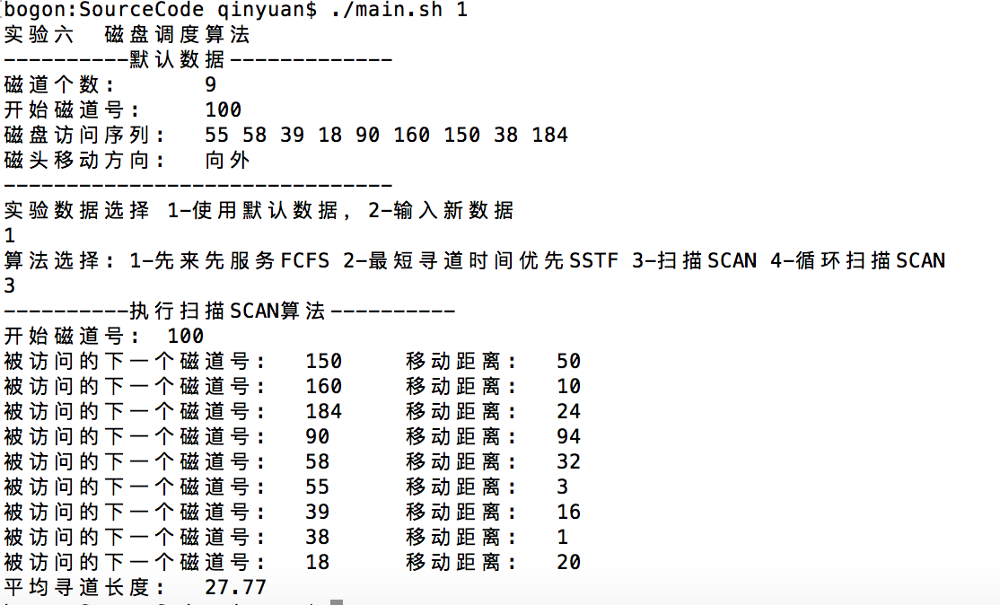 bogon:SourceCode qinyuan$ ./main.sh 1
实验六 磁盘调度算法
----------默认数据-------------
磁道个数: 9
开始磁道号: 100
磁盘访问序列: 55 58 39 18 90 160 150 38 184
磁头移动方向: 向外
-------------------------------
实验数据选择 1-使用默认数据, 2-输入新数据
1
算法选择: 1-先来先服务FCFS 2-最短寻道时间优先SSTF 3-扫描SCAN 4-循环扫描SCAN
3
----------执行扫描SCAN算法----------
开始磁道号: 100
被访问的下一个磁道号: 150 移动距离: 50
被访问的下一个磁道号: 160 移动距离: 10
被访问的下一个磁道号: 184 移动距离: 24
被访问的下一个磁道号: 90 移动距离: 94
被访问的下一个磁道号: 58 移动距离: 32
被访问的下一个磁道号: 55 移动距离: 3
被访问的下一个磁道号: 39 移动距离: 16
被访问的下一个磁道号: 38 移动距离: 1
被访问的下一个磁道号: 18 移动距离: 20
平均寻道长度: 27.77